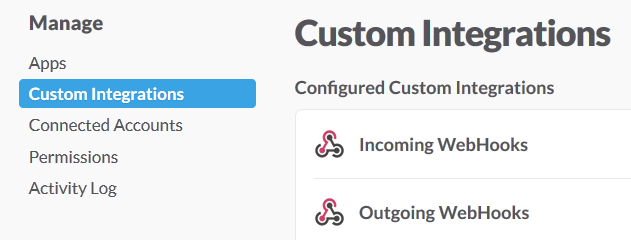 Manage
Apps
Custom Integrations
Connected Accounts
Permissions
Activity Log
Custom Integrations
Configured Custom Integrations
Incoming WebHooks
Outgoing WebHooks